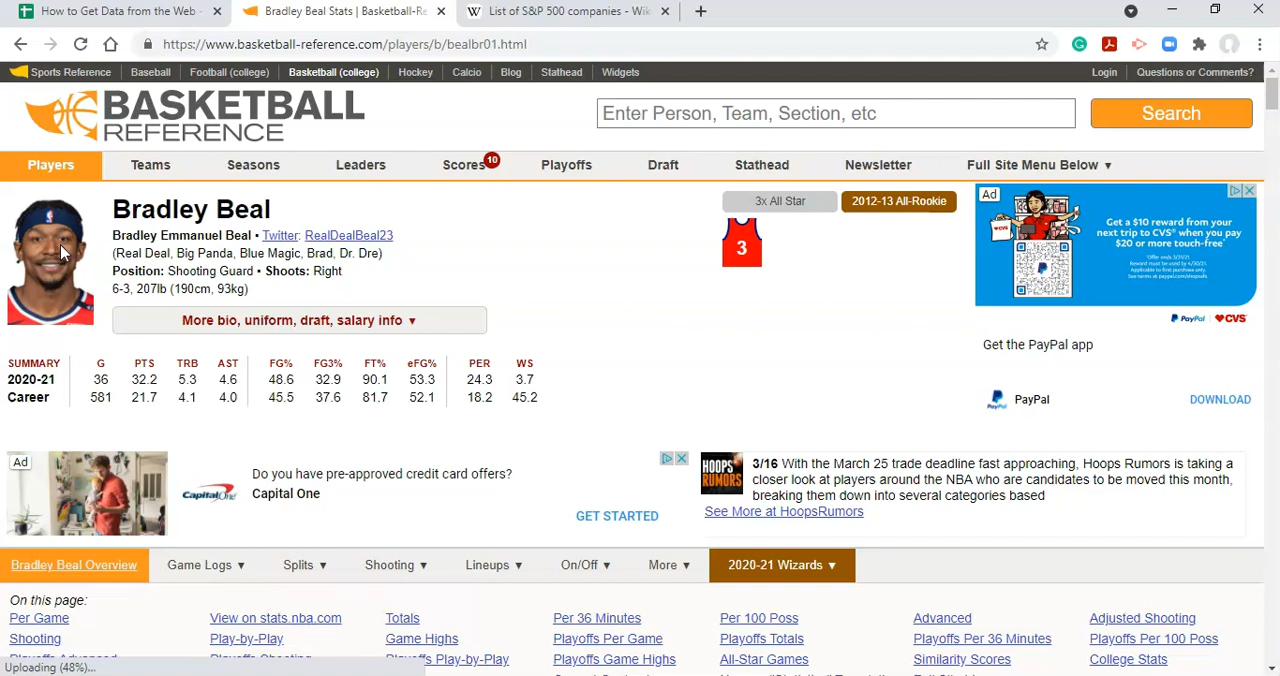 How to Get Data from the Web -
Bradley Beal Stats | Basketball-Re
List of S&P 500 companies - Wik
https://www.basketball-reference.com/players/b/bealbr01.html
Sports Reference Baseball Football (college) Basketball (college) Hockey Calcio Blog Stathead Widgets Login Questions or Comments?
BASKETBALL
REFERENCE
Enter Person, Team, Section, etc
Search
Players Teams Seasons Leaders Scores 10 Playoffs Draft Stathead Newsletter Full Site Menu Below ▼
Bradley Beal
Bradley Emmanuel Beal • Twitter: RealDealBeal23
(Real Deal, Big Panda, Blue Magic, Brad, Dr. Dre)
Position: Shooting Guard • Shoots: Right
6-3, 207lb (190cm, 93kg)
More bio, uniform, draft, salary info ▼
3x All Star
2012-13 All-Rookie
3
Ad
Get a $10 reward from your
next trip to CVS® when you pay
$20 or more touch-free*
PayPal CVS
Get the PayPal app
PayPal DOWNLOAD
SUMMARY G PTS TRB AST FG% FG3% FT% eFG% PER WS
2020-21 36 32.2 5.3 4.6 48.6 32.9 90.1 53.3 24.3 3.7
Career 581 21.7 4.1 4.0 45.5 37.6 81.7 52.1 18.2 45.2
Ad
Capital One
Do you have pre-approved credit card offers?
Capital One
GET STARTED
HOOPS
RUMORS
3/16 With the March 25 trade deadline fast approaching, Hoops Rumors is taking a
closer look at players around the NBA who are candidates to be moved this month,
breaking them down into several categories based
See More at HoopsRumors
Bradley Beal Overview Game Logs ▼ Splits ▼ Shooting ▼ Lineups ▼ On/Off ▼ More ▼ 2020-21 Wizards ▼
On this page:
Per Game View on stats.nba.com Totals Per 36 Minutes Per 100 Poss Advanced Adjusted Shooting
Shooting Play-by-Play Game Highs Playoffs Per Game Playoffs Totals Playoffs Per 36 Minutes Playoffs Per 100 Poss
Playoffs Advanced Playoffs Shooting Playoffs Play-by-Play Playoffs Game Highs All-Star Games Similarity Scores College Stats
Uploading (48%)...